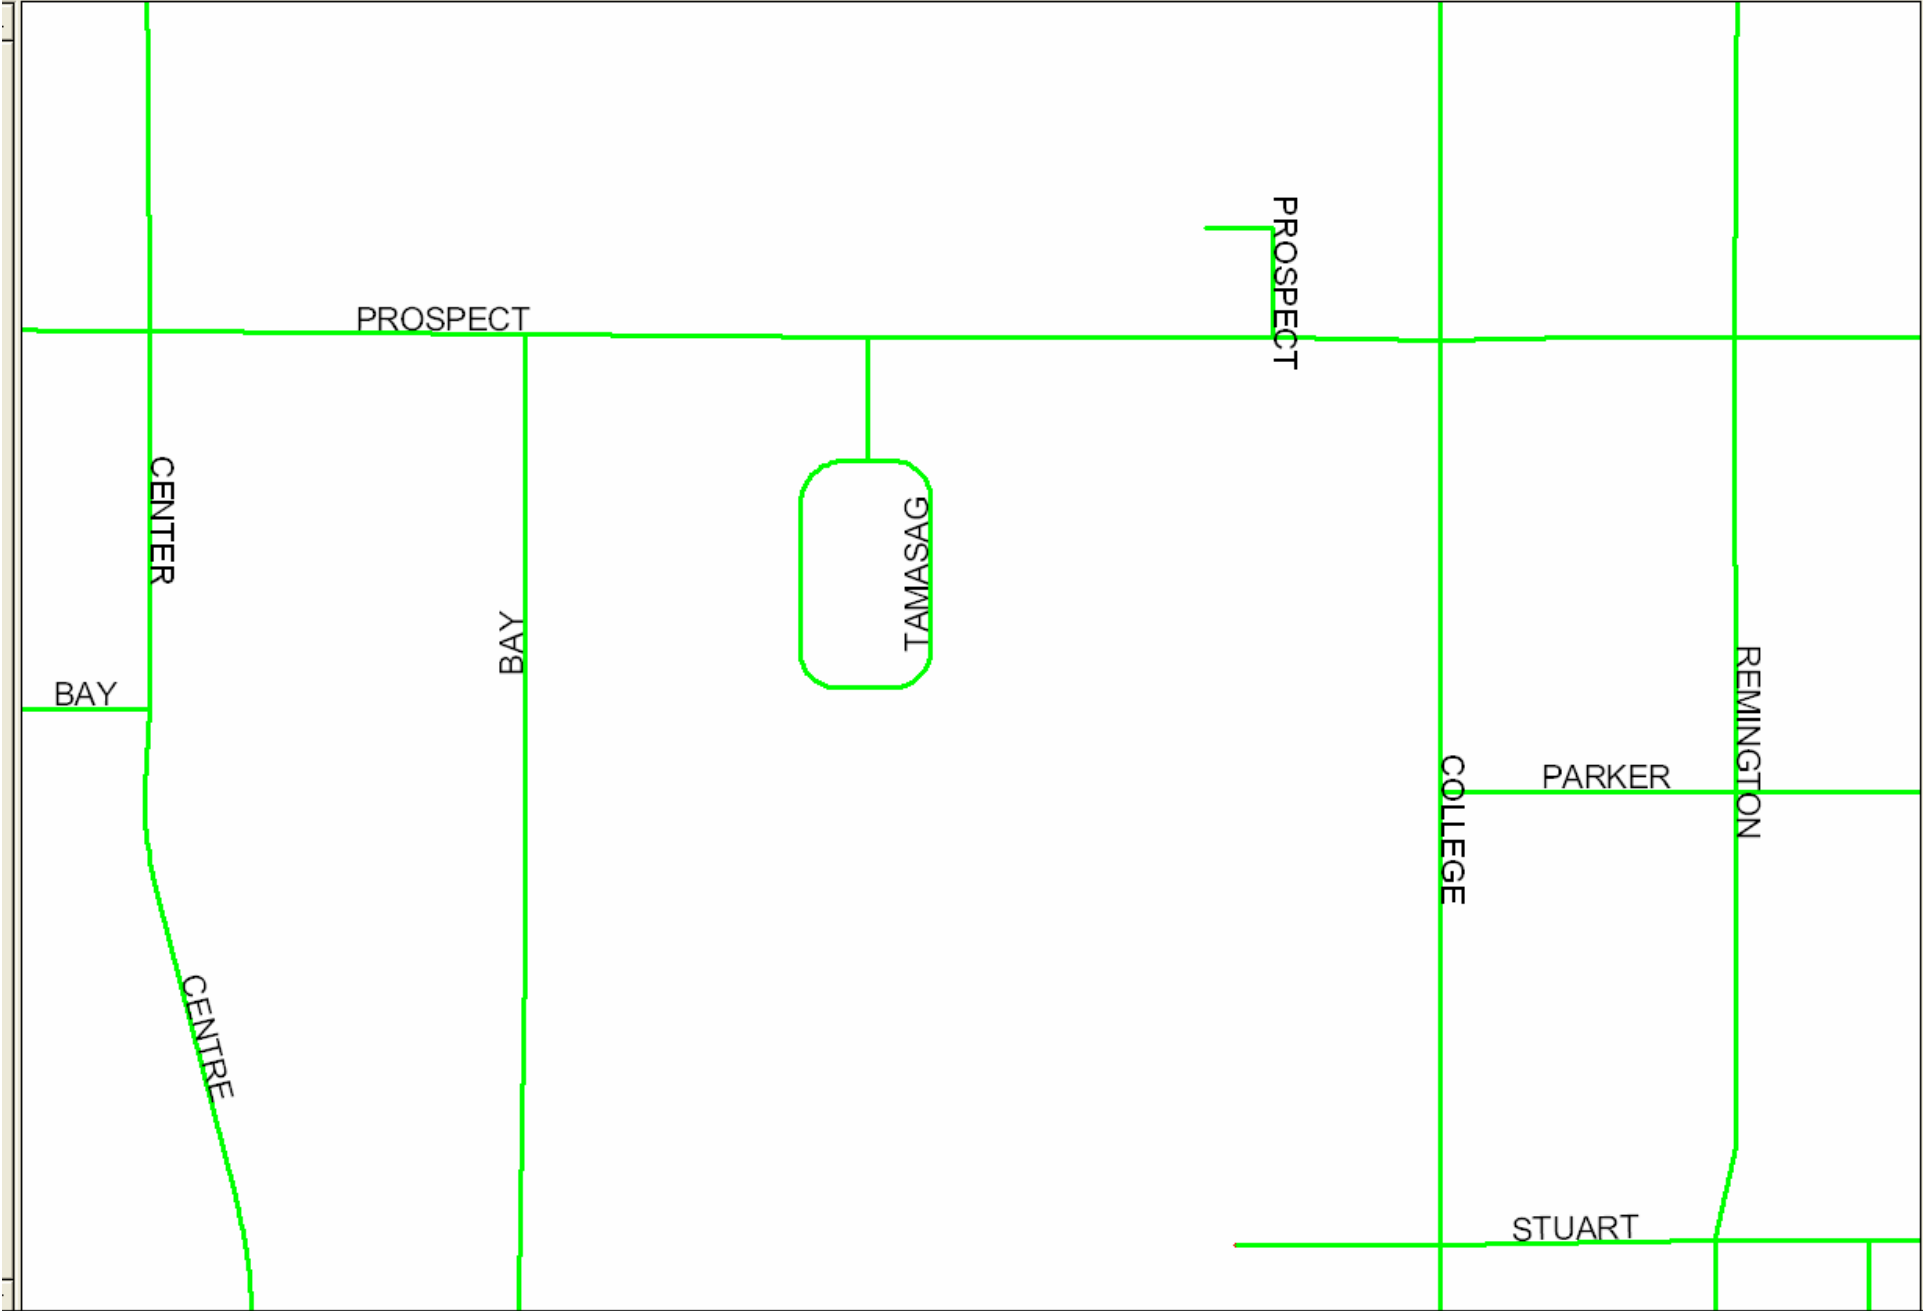 PROSPECT
PROSPECT
CENTER
TAMASAG
BAY
BAY
REMINGTON
COLLEGE
PARKER
CENTRE
STUART